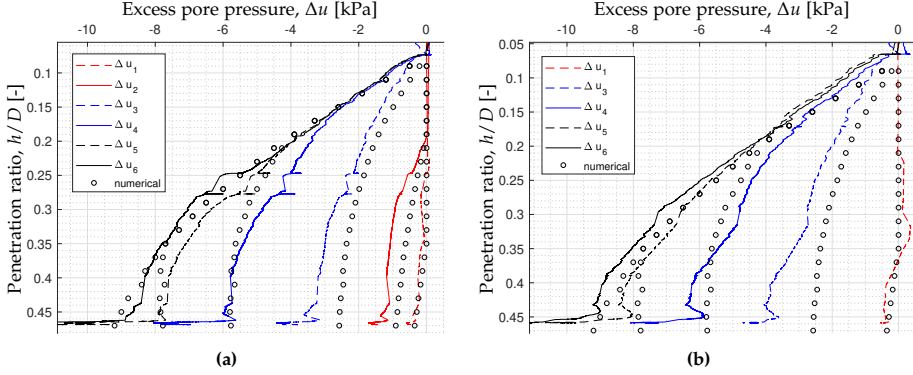 Excess pore pressure, Δu [kPa]
-10 -8 -6 -4 -2 0
Penetration ratio, h/D [-]
0.1
0.15
0.2
0.25
0.3
0.35
0.4
0.45
Δ u1
Δ u2
Δ u3
Δ u4
Δ u5
Δ u6
numerical
(a)
Excess pore pressure, Δu [kPa]
-12 -10 -8 -6 -4 -2 0
Penetration ratio, h/D [-]
0.05
0.1
0.15
0.2
0.25
0.3
0.35
0.4
0.45
Δ u1
Δ u3
Δ u4
Δ u5
Δ u6
numerical
(b)